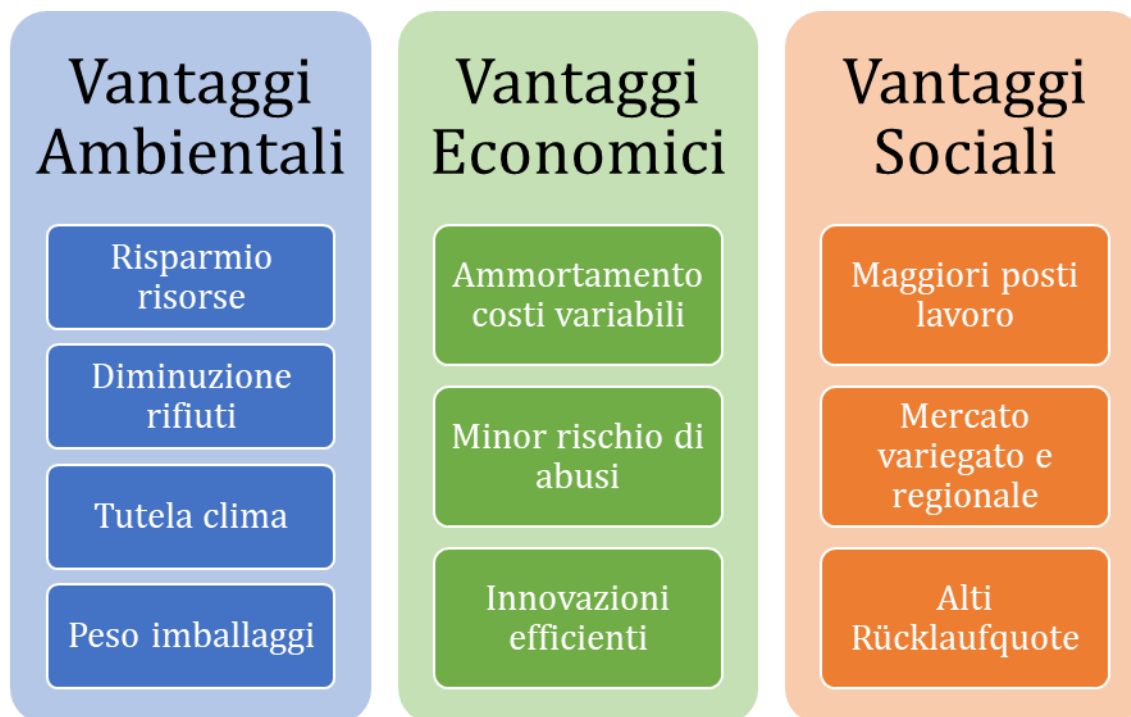 Vantaggi
Ambientali
Risparmio
risorse
Diminuzione
rifiuti
Tutela clima
Peso imballaggi
Vantaggi
Economici
Ammortamento
costi variabili
Minor rischio di
abusi
Innovazioni
efficienti
Vantaggi
Sociali
Maggiori posti
lavoro
Mercato
variegato e
regionale
Alti
Rücklaufquote